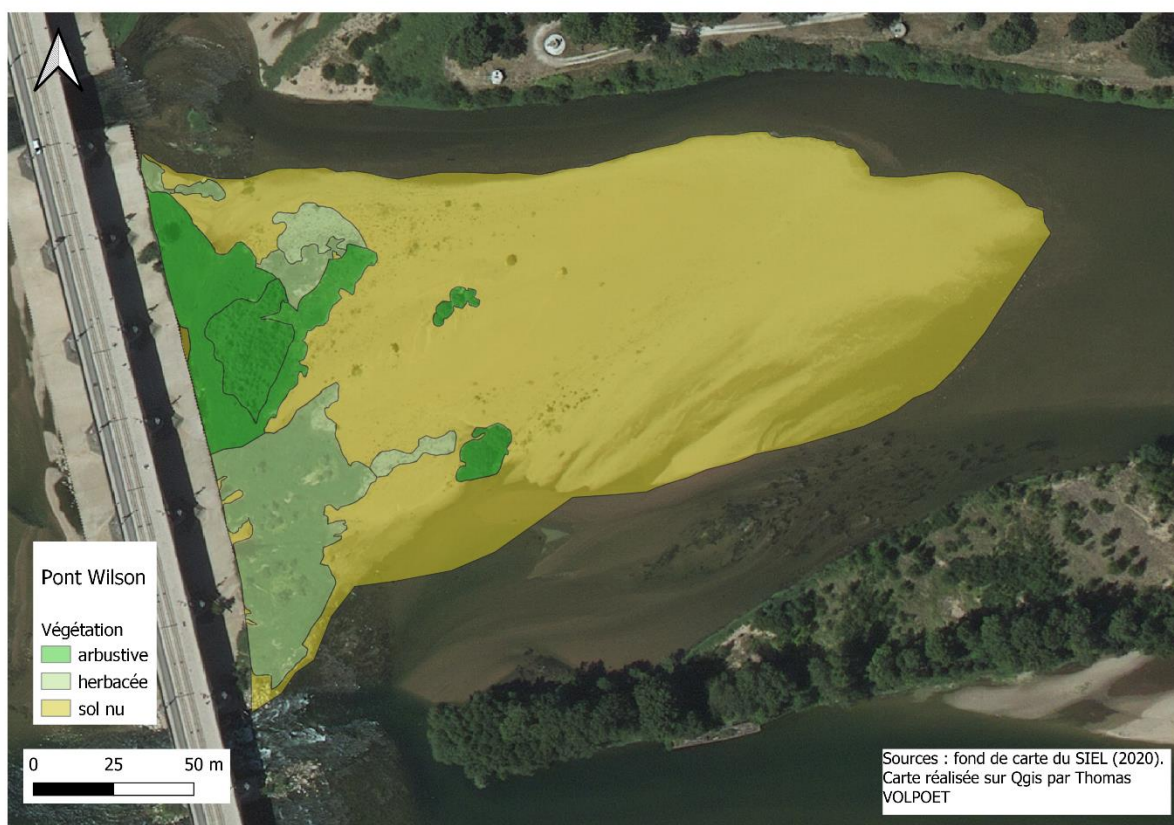 Pont Wilson
Végétation
arbustive
herbacée
sol nu
0 25 50 m
Sources : fond de carte du SIEL (2020).
Carte réalisée sur Qgis par Thomas
VOLPOET